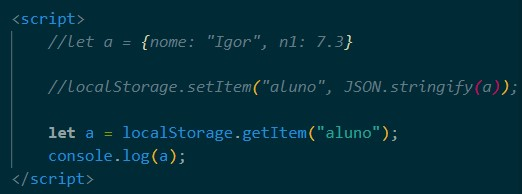 <script>
//let a = {nome: "Igor", n1: 7.3}
//localStorage.setItem("aluno", JSON.stringify(a));
let a = localStorage.getItem("aluno");
console.log(a);
</script>